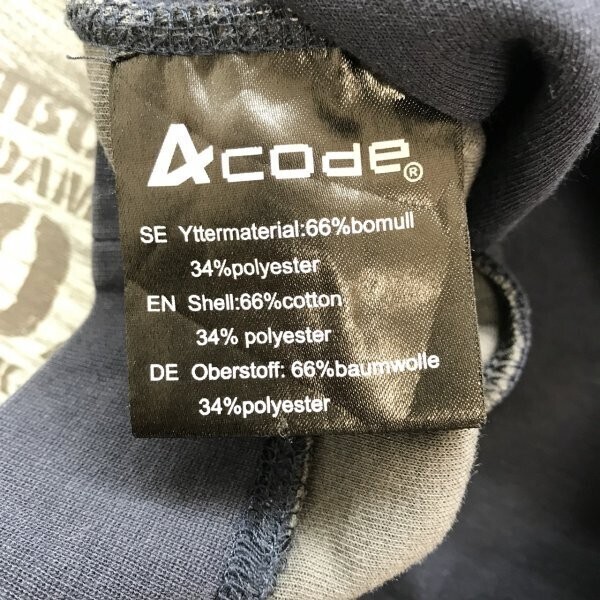 Acode®
SE Yttermaterial:66%bomull
34%polyester
EN Shell:66%cotton
34% polyester
DE Oberstoff: 66%baumwolle
34%polyester